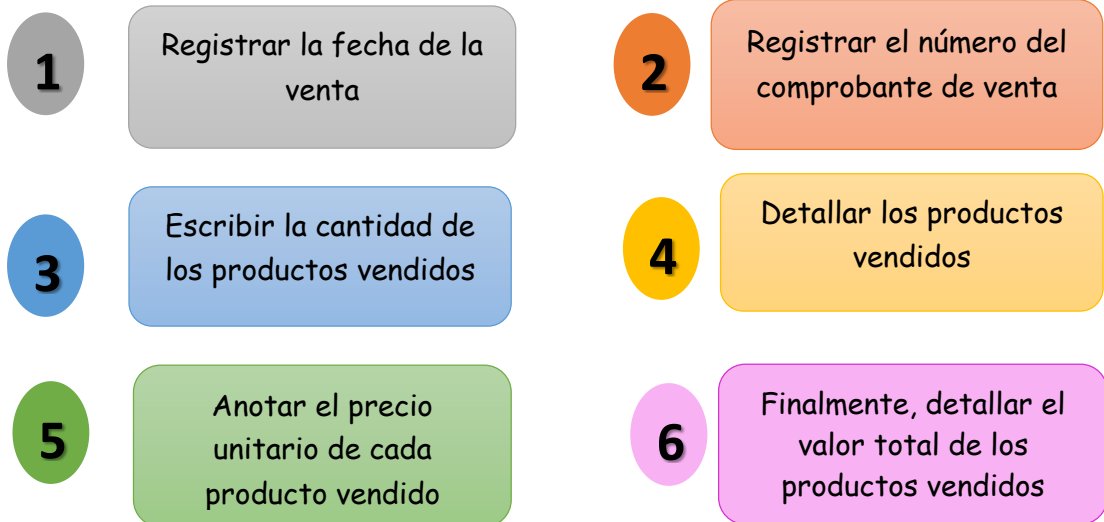 1
Registrar la fecha de la
venta
2
Registrar el número del
comprobante de venta
3
Escribir la cantidad de
los productos vendidos
4
Detallar los productos
vendidos
5
Anotar el precio
unitario de cada
producto vendido
6
Finalmente, detallar el
valor total de los
productos vendidos